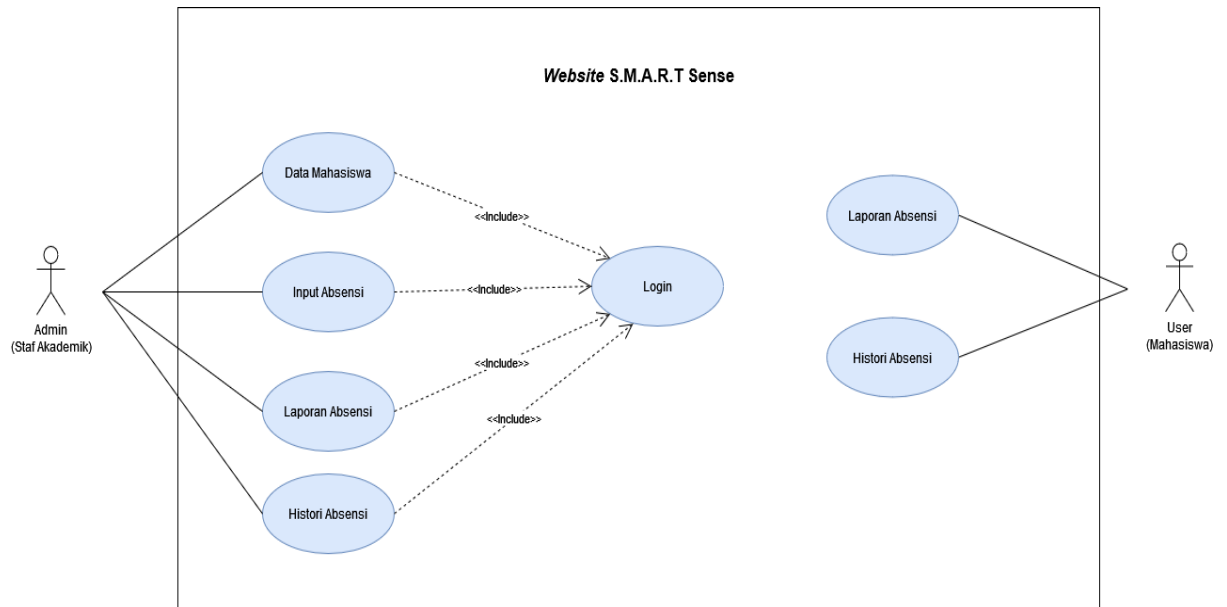 Website S.M.A.R.T Sense
Data Mahasiswa
<<Include>>
Laporan Absensi
Input Absensi
<<Include>>
Login
Admin
(Staf Akademik)
User
(Mahasiswa)
Histori Absensi
<<Include>>
Laporan Absensi
<<Include>>
Histori Absensi